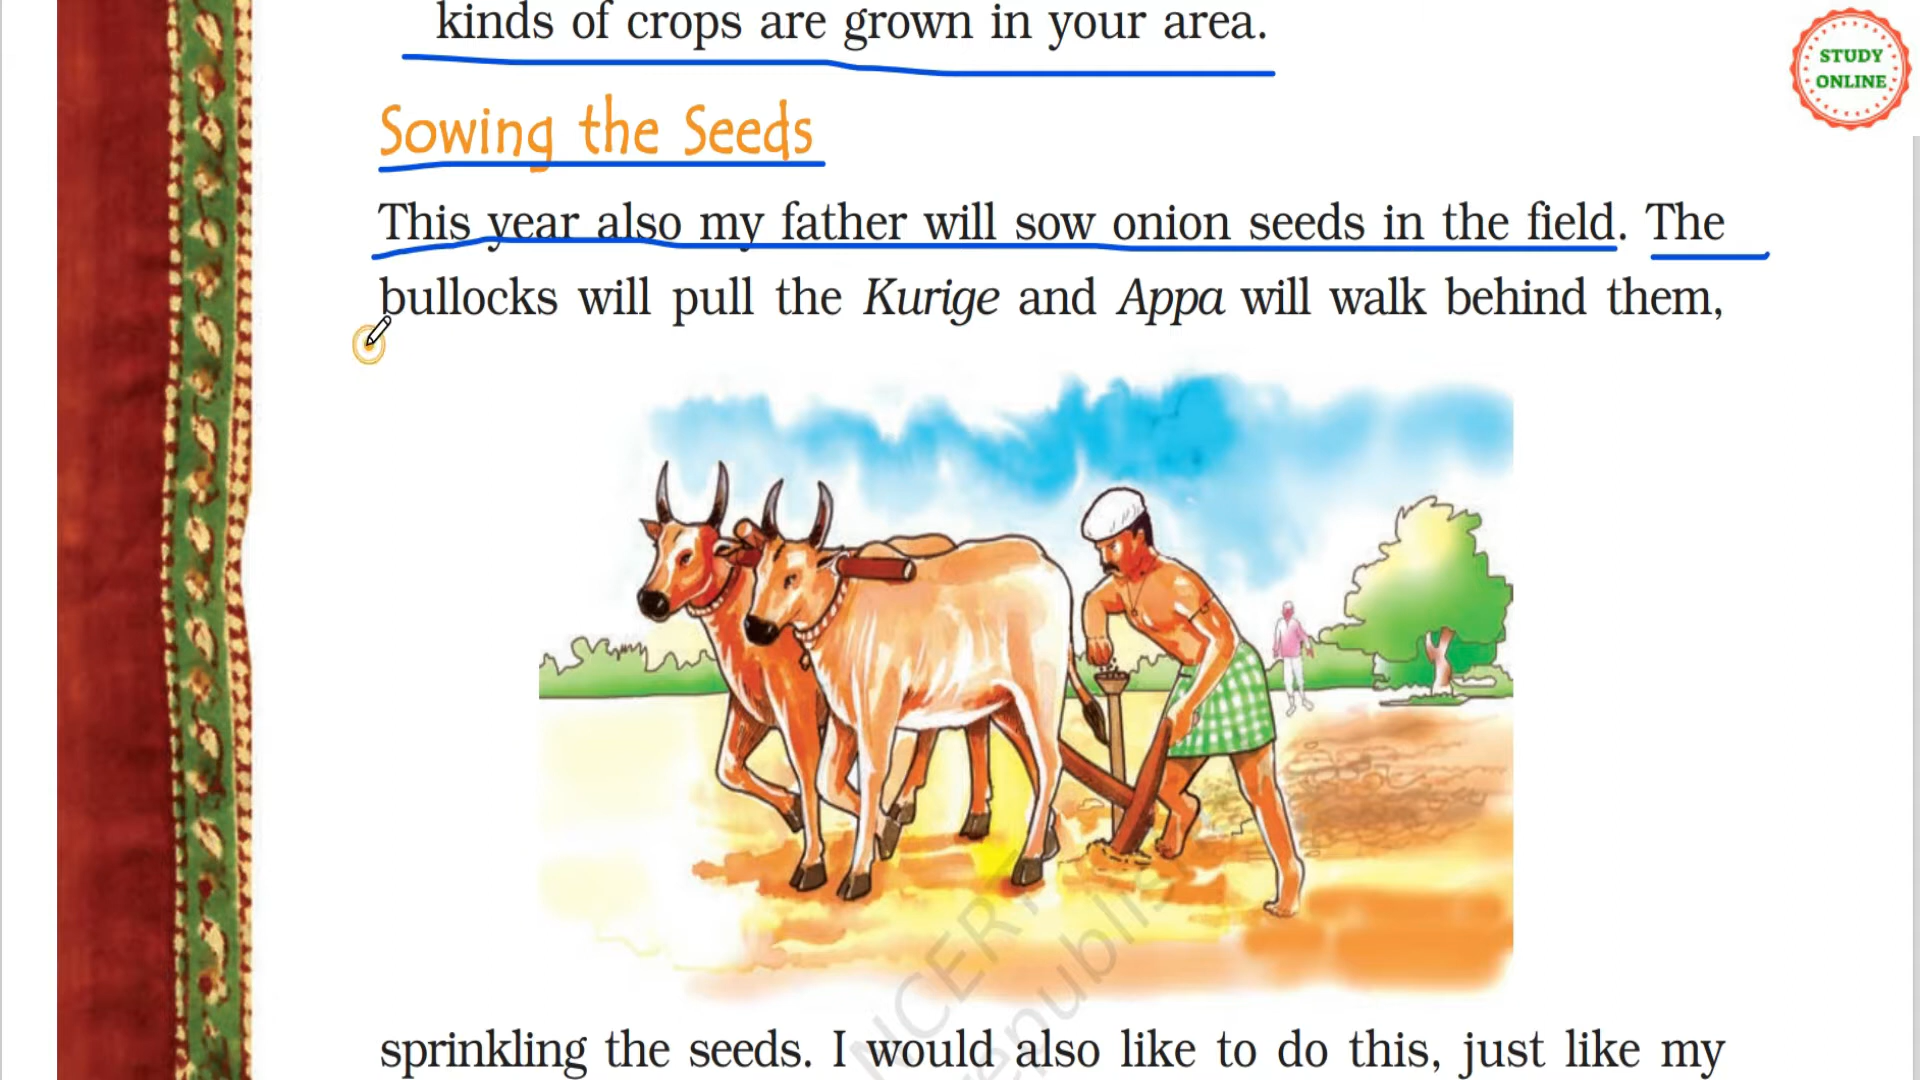 kinds of crops are grown in your area.
STUDY
ONLINE
Sowing the Seeds
This year also my father will sow onion seeds in the field. The
bullocks will pull the Kurige and Appa will walk behind them,
NCERT
republis
sprinkling the seeds. I would also like to do this, just like my